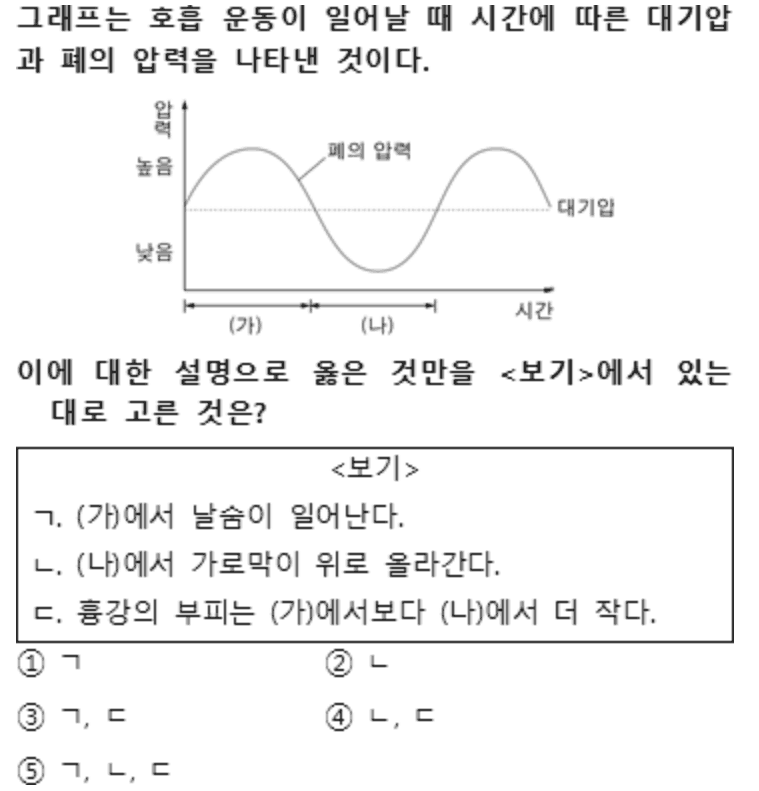 그래프는 호흡 운동이 일어날 때 시간에 따른 대기압
과 폐의 압력을 나타낸 것이다.
압력
높음
폐의 압력
대기압
낮음
시간
(가)
(나)
이에 대한 설명으로 옳은 것만을 <보기>에서 있는
대로 고른 것은?
<보기>
ㄱ. (가)에서 날숨이 일어난다.
ㄴ. (나)에서 가로막이 위로 올라간다.
ㄷ. 흉강의 부피는 (가)에서보다 (나)에서 더 작다.
① ㄱ ② ㄴ
③ ㄱ, ㄷ ④ ㄴ, ㄷ
⑤ ㄱ, ㄴ, ㄷ